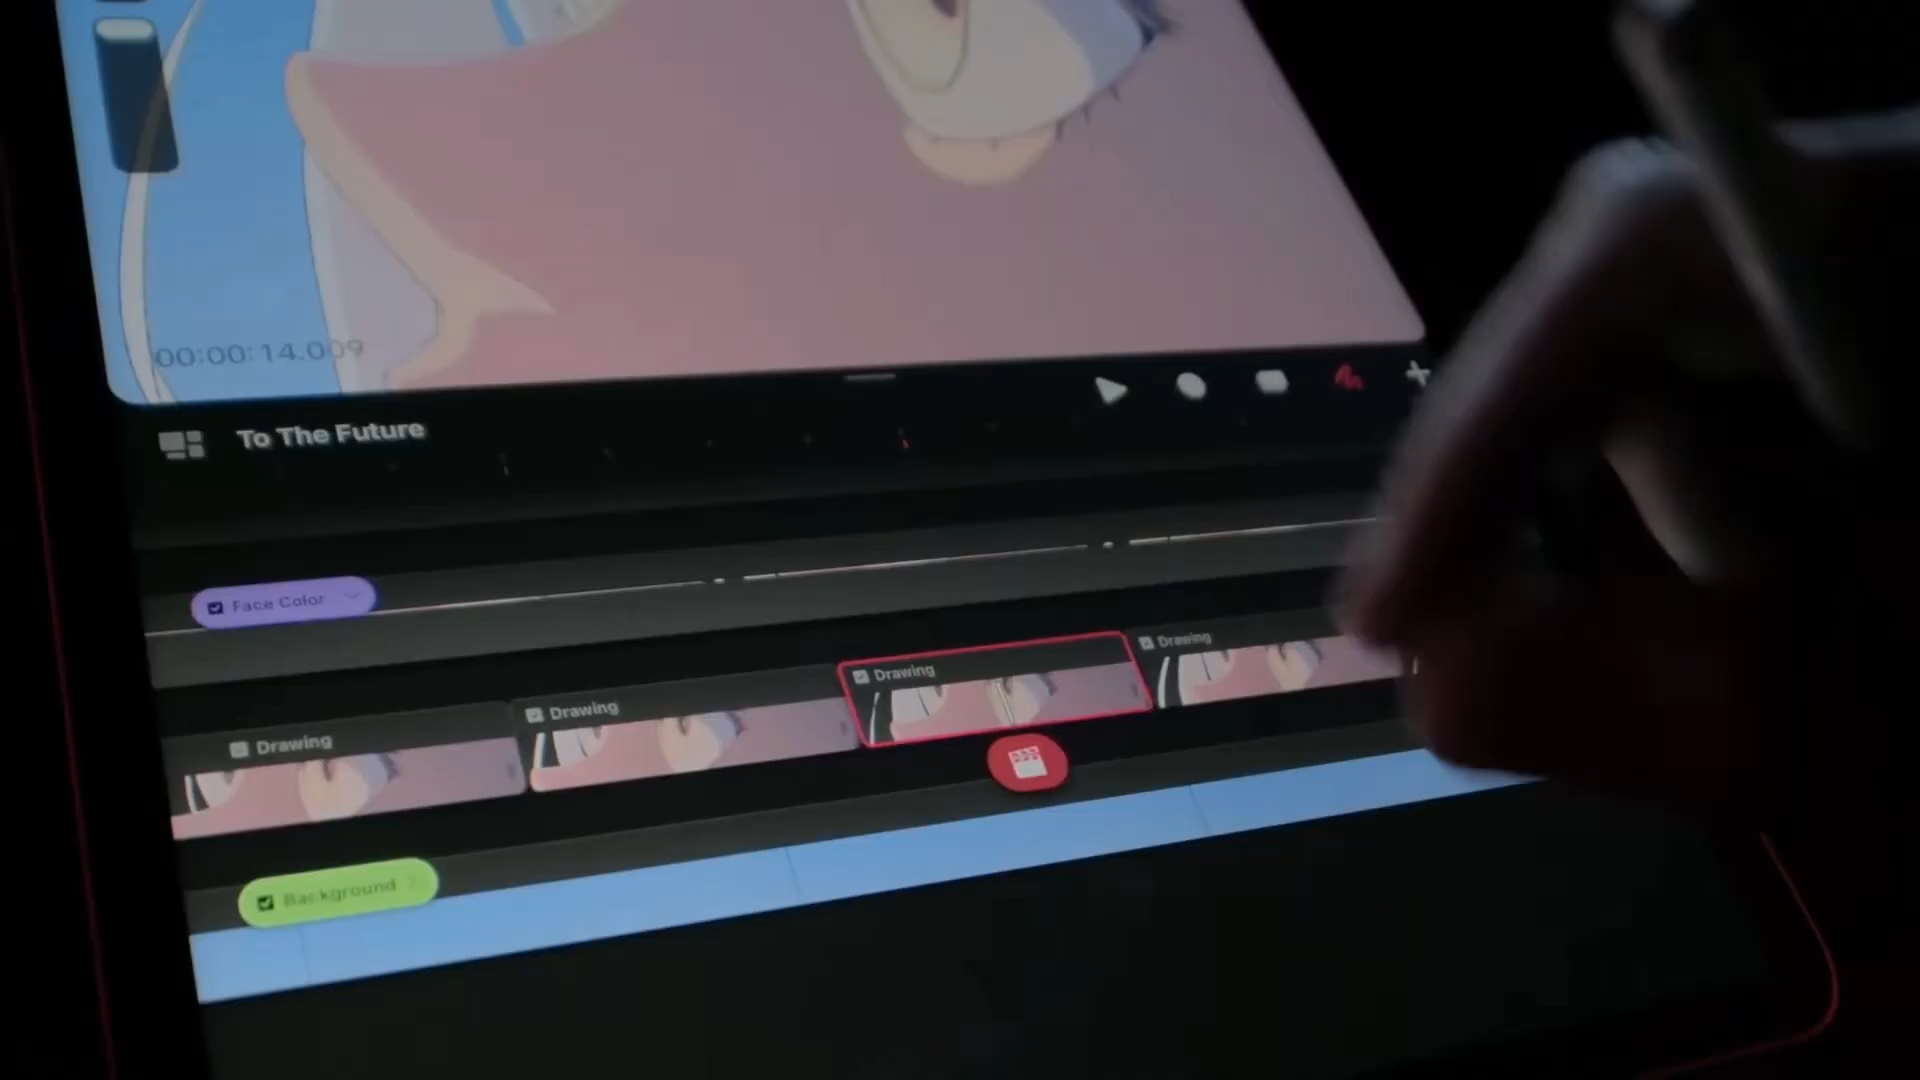 00:00:14.009
To The Future
Face Color
Drawing
Drawing
Drawing
Drawing
Background